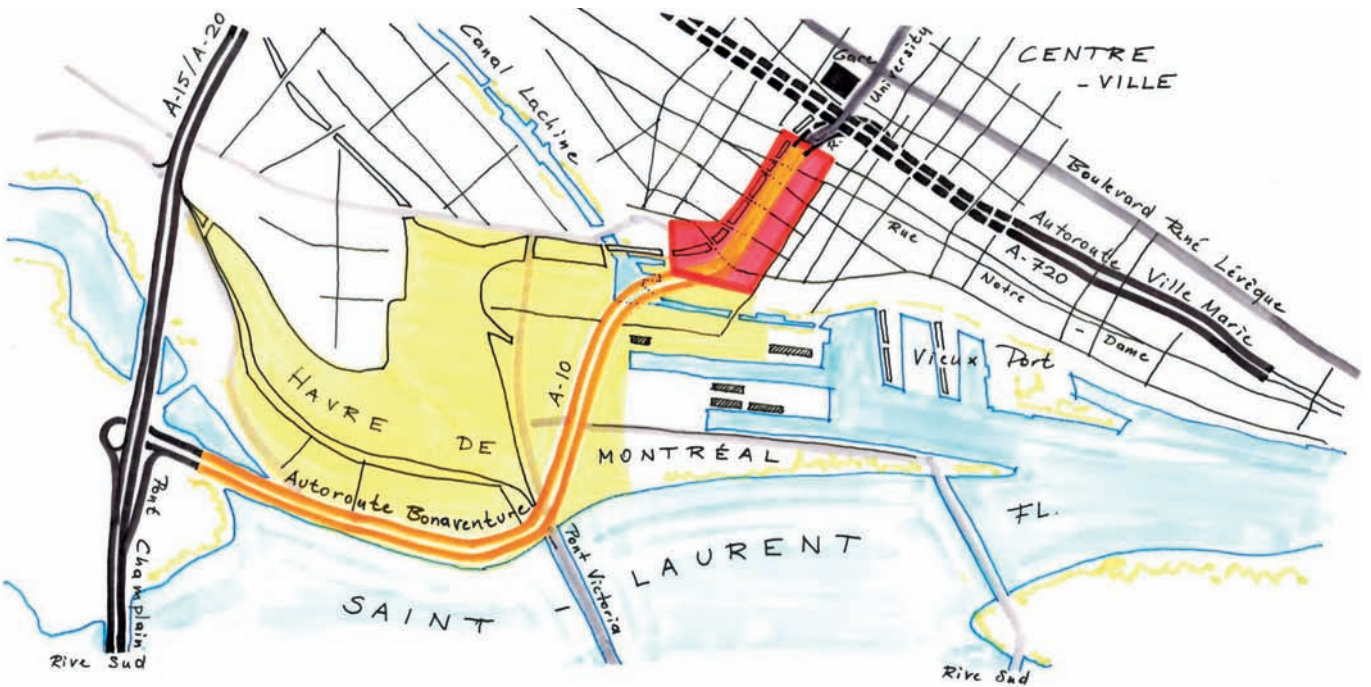 A-15/A-20
Canal Lachine
Gare
University
R.
CENTRE
- VILLE
Boulevard René Lévêque
Autoroute Ville Marie
A-720
Rue
Notre
- Dame
Vieux Port
HAVRE
DE
MONTRÉAL
A-10
Autoroute Bonaventure
Pont
Champlain
Pont Victoria
SAINT
LAURENT
FL.
Rive Sud
Rive Sud